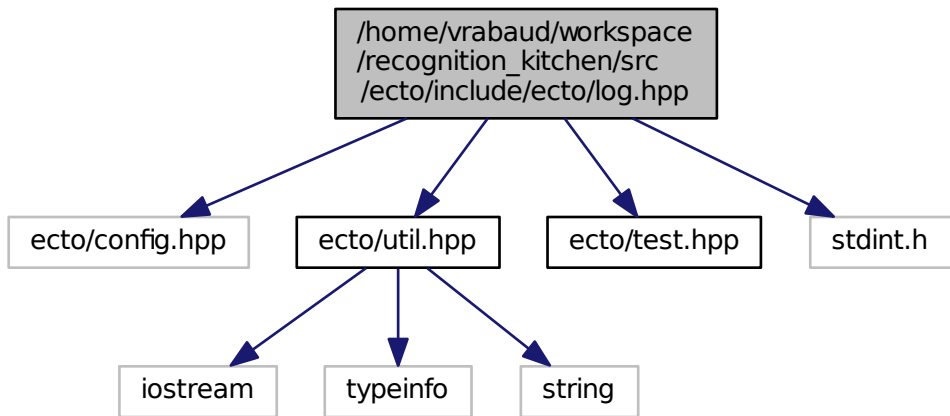 /home/vrabaud/workspace
/recognition_kitchen/src
/ecto/include/ecto/log.hpp
ecto/config.hpp
ecto/util.hpp
ecto/test.hpp
stdint.h
iostream
typeinfo
string